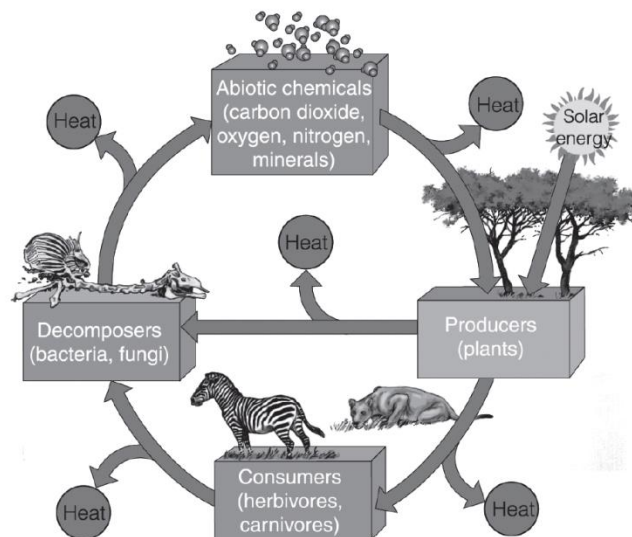 Abiotic chemicals
(carbon dioxide,
oxygen, nitrogen,
minerals)
Heat
Heat
Solar
energy
Heat
Decomposers
(bacteria, fungi)
Producers
(plants)
Consumers
(herbivores,
carnivores)
Heat
Heat